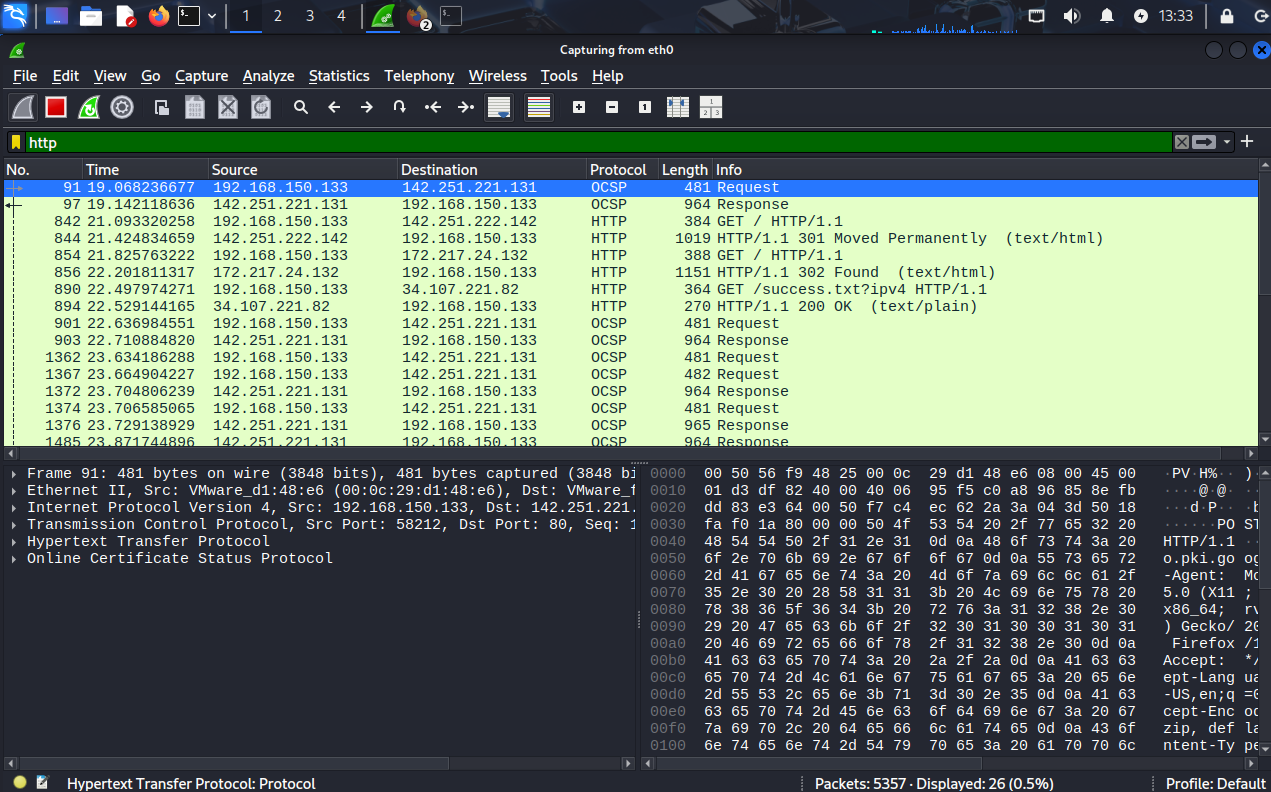 1 2 3 4 2 13:33
Capturing from eth0
File Edit View Go Capture Analyze Statistics Telephony Wireless Tools Help
http
No. Time Source Destination Protocol Length Info
91 19.068236677 192.168.150.133 142.251.221.131 OCSP 481 Request
97 19.142118636 142.251.221.131 192.168.150.133 OCSP 964 Response
842 21.093320258 192.168.150.133 142.251.222.142 HTTP 384 GET / HTTP/1.1
844 21.424834659 142.251.222.142 192.168.150.133 HTTP 1019 HTTP/1.1 301 Moved Permanently (text/html)
854 21.825763222 192.168.150.133 172.217.24.132 HTTP 388 GET / HTTP/1.1
856 22.201811317 172.217.24.132 192.168.150.133 HTTP 1151 HTTP/1.1 302 Found (text/html)
890 22.497974271 192.168.150.133 34.107.221.82 HTTP 364 GET /success.txt?ipv4 HTTP/1.1
894 22.529144165 34.107.221.82 192.168.150.133 HTTP 270 HTTP/1.1 200 OK (text/plain)
901 22.636984551 192.168.150.133 142.251.221.131 OCSP 481 Request
903 22.710884820 142.251.221.131 192.168.150.133 OCSP 964 Response
1362 23.634186288 192.168.150.133 142.251.221.131 OCSP 481 Request
1367 23.664904227 192.168.150.133 142.251.221.131 OCSP 482 Request
1372 23.704806239 142.251.221.131 192.168.150.133 OCSP 964 Response
1374 23.706585065 192.168.150.133 142.251.221.131 OCSP 481 Request
1376 23.729138929 142.251.221.131 192.168.150.133 OCSP 965 Response
1485 23.871744896 142.251.221.131 192.168.150.133 OCSP 964 Response
Frame 91: 481 bytes on wire (3848 bits), 481 bytes captured (3848 bi
Ethernet II, Src: VMware_d1:48:e6 (00:0c:29:d1:48:e6), Dst: VMware_f
Internet Protocol Version 4, Src: 192.168.150.133, Dst: 142.251.221.
Transmission Control Protocol, Src Port: 58212, Dst Port: 80, Seq: 1
Hypertext Transfer Protocol
Online Certificate Status Protocol
0000 00 50 56 f9 48 25 00 0c 29 d1 48 e6 08 00 45 00 ·PV·H%·· )·
0010 01 d3 df 82 40 00 40 06 95 f5 c0 a8 96 85 8e fb ····@·@·
0020 dd 83 e3 64 00 50 f7 c4 ec 62 2a 3a 04 3d 50 18 ···d·P·· ·b
0030 fa f0 1a 80 00 00 50 4f 53 54 20 2f 77 65 32 20 ······PO ST
0040 48 54 54 50 2f 31 2e 31 0d 0a 48 6f 73 74 3a 20 HTTP/1.1 ··
0050 6f 2e 70 6b 69 2e 67 6f 6f 67 0d 0a 55 73 65 72 o.pki.go og
0060 2d 41 67 65 6e 74 3a 20 4d 6f 7a 69 6c 6c 61 2f -Agent: Mo
0070 35 2e 30 20 28 58 31 31 3b 20 4c 69 6e 75 78 20 5.0 (X11 ;
0080 78 38 36 5f 36 34 3b 20 72 76 3a 31 32 38 2e 30 x86_64; rv
0090 29 20 47 65 63 6b 6f 2f 32 30 31 30 30 31 30 31 ) Gecko/ 20
00a0 20 46 69 72 65 66 6f 78 2f 31 32 38 2e 30 0d 0a Firefox /1
00b0 41 63 63 65 70 74 3a 20 2a 2f 2a 0d 0a 41 63 63 Accept: */
00c0 65 70 74 2d 4c 61 6e 67 75 61 67 65 3a 20 65 6e ept-Lang ua
00d0 2d 55 53 2c 65 6e 3b 71 3d 30 2e 35 0d 0a 41 63 -US,en;q =0
00e0 63 65 70 74 2d 45 6e 63 6f 64 69 6e 67 3a 20 67 cept-Enc od
00f0 7a 69 70 2c 20 64 65 66 6c 61 74 65 0d 0a 43 6f zip, def la
0100 6e 74 65 6e 74 2d 54 79 70 65 3a 20 61 70 70 6c ntent-Ty pe
Hypertext Transfer Protocol: Protocol Packets: 5357 · Displayed: 26 (0.5%) Profile: Default